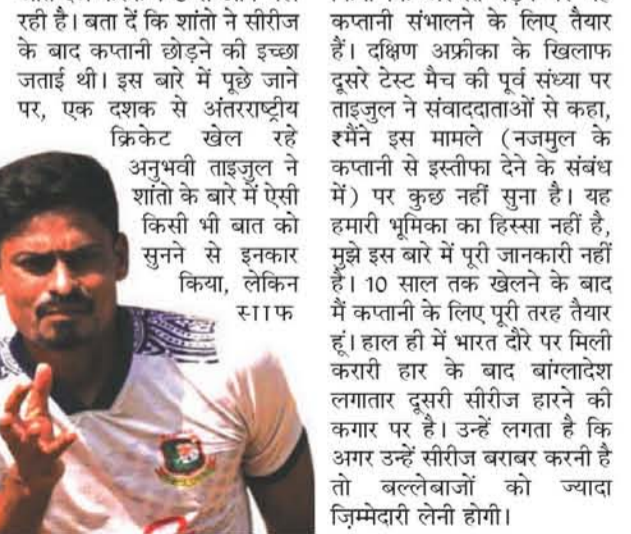 रही है। बता दें कि शांतो ने सीरीज
के बाद कप्तानी छोड़ने की इच्छा
जताई थी। इस बारे में पूछे जाने
पर, एक दशक से अंतरराष्ट्रीय
क्रिकेट खेल रहे
अनुभवी ताइजुल ने
शांतो के बारे में ऐसी
किसी भी बात को
सुनने से इनकार
किया, लेकिन
साफ
कप्तानी संभालने के लिए तैयार
हैं। दक्षिण अफ्रीका के खिलाफ
दूसरे टेस्ट मैच की पूर्व संध्या पर
ताइजुल ने संवाददाताओं से कहा,
₹मैंने इस मामले (नजमुल के
कप्तानी से इस्तीफा देने के संबंध
में) पर कुछ नहीं सुना है। यह
हमारी भूमिका का हिस्सा नहीं है,
मुझे इस बारे में पूरी जानकारी नहीं
है। 10 साल तक खेलने के बाद
मैं कप्तानी के लिए पूरी तरह तैयार
हूं। हाल ही में भारत दौरे पर मिली
करारी हार के बाद बांग्लादेश
लगातार दूसरी सीरीज हारने की
कगार पर है। उन्हें लगता है कि
अगर उन्हें सीरीज बराबर करनी है
तो बल्लेबाजों को ज्यादा
ज़िम्मेदारी लेनी होगी।